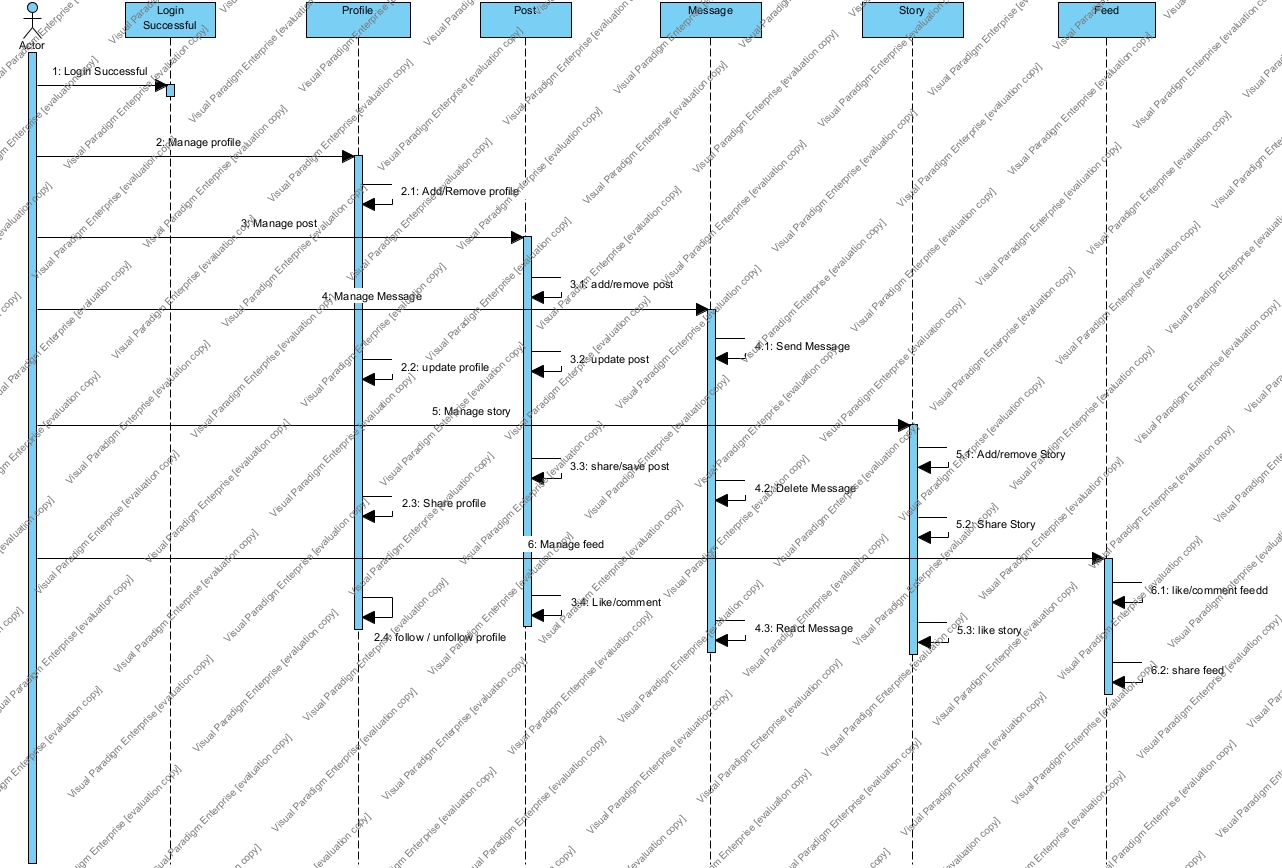 Login
Successful
Profile
Post
Message
Story
Feed
Actor
1: Login Successful
2: Manage profile
2.1: Add/Remove profile
3: Manage post
3.1: add/remove post
4: Manage Message
4.1: Send Message
3.2: update post
2.2: update profile
5: Manage story
5.1: Add/remove Story
3.3: share/save post
4.2: Delete Message
2.3: Share profile
5.2: Share Story
6: Manage feed
6.1: like/comment feedd
3.4: Like/comment
4.3: React Message
5.3: like story
2.4: follow / unfollow profile
6.2: share feed
Visual Paradigm Enterprise [evaluation copy]